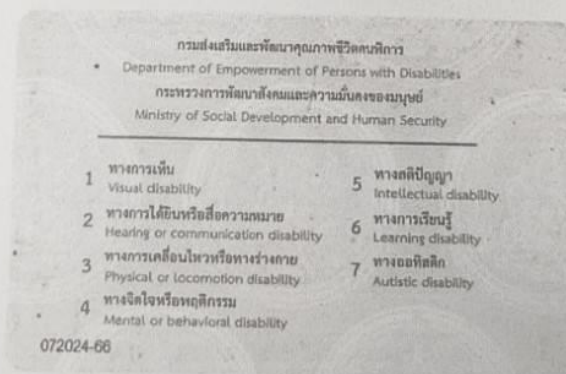 กรมส่งเสริมและพัฒนาคุณภาพชีวิตคนพิการ
Department of Empowerment of Persons with Disabilities
กระทรวงการพัฒนาสังคมและความมั่นคงของมนุษย์
Ministry of Social Development and Human Security
1 ทางการเห็น
Visual disability
2 ทางการได้ยินหรือสื่อความหมาย
Hearing or communication disability
3 ทางการเคลื่อนไหวหรือทางร่างกาย
Physical or locomotion disability
4 ทางจิตใจหรือพฤติกรรม
Mental or behavioral disability
5 ทางสติปัญญา
Intellectual disability
6 ทางการเรียนรู้
Learning disability
7 ทางออทิสติก
Autistic disability
072024-66